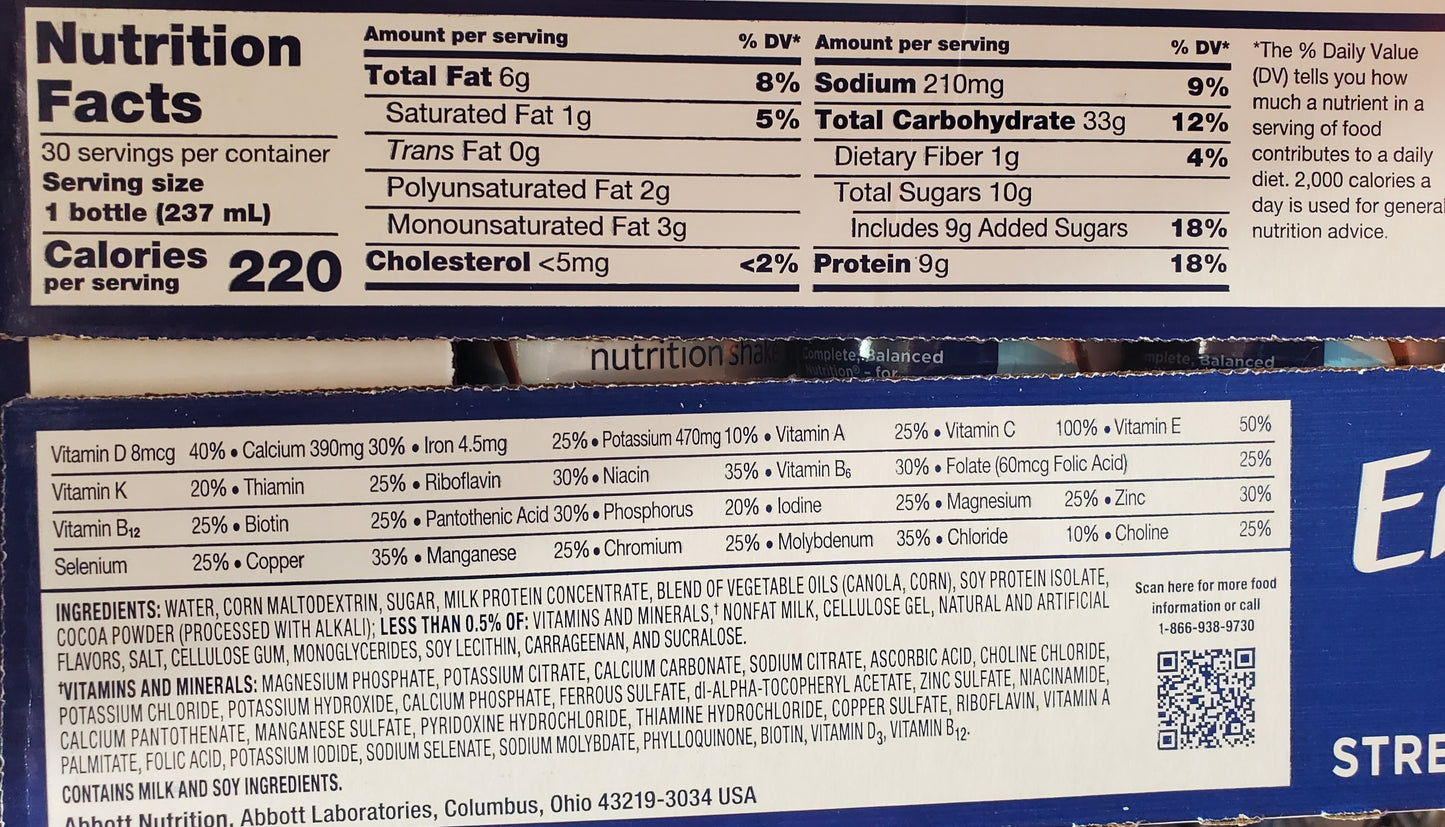 Nutrition
Facts
30 servings per container
Serving size
1 bottle (237 mL)
Calories
per serving
220
Amount per serving % DV*
Total Fat 6g 8%
Saturated Fat 1g 5%
Trans Fat 0g
Polyunsaturated Fat 2g
Monounsaturated Fat 3g
Cholesterol <5mg <2%
Amount per serving % DV*
Sodium 210mg 9%
Total Carbohydrate 33g 12%
Dietary Fiber 1g 4%
Total Sugars 10g
Includes 9g Added Sugars 18%
Protein 9g 18%
*The % Daily Value
(DV) tells you how
much a nutrient in a
serving of food
contributes to a daily
diet. 2,000 calories a
day is used for general
nutrition advice.
nutrition shake
Complete, Balanced
Nutrition® - for
mplete, Balanced
Vitamin D 8mcg 40% • Calcium 390mg 30% • Iron 4.5mg 25% • Potassium 470mg 10% • Vitamin A 25% • Vitamin C 100% • Vitamin E 50%
Vitamin K 20% • Thiamin 25% • Riboflavin 30% • Niacin 35% • Vitamin B6 30% • Folate (60mcg Folic Acid) 25%
Vitamin B12 25% • Biotin 25% • Pantothenic Acid 30% • Phosphorus 20% • Iodine 25% • Magnesium 25% • Zinc 30%
Selenium 25% • Copper 35% • Manganese 25% • Chromium 25% • Molybdenum 35% • Chloride 10% • Choline 25%
INGREDIENTS: WATER, CORN MALTODEXTRIN, SUGAR, MILK PROTEIN CONCENTRATE, BLEND OF VEGETABLE OILS (CANOLA, CORN), SOY PROTEIN ISOLATE,
COCOA POWDER (PROCESSED WITH ALKALI); LESS THAN 0.5% OF: VITAMINS AND MINERALS,† NONFAT MILK, CELLULOSE GEL, NATURAL AND ARTIFICIAL
FLAVORS, SALT, CELLULOSE GUM, MONOGLYCERIDES, SOY LECITHIN, CARRAGEENAN, AND SUCRALOSE.
†VITAMINS AND MINERALS: MAGNESIUM PHOSPHATE, POTASSIUM CITRATE, CALCIUM CARBONATE, SODIUM CITRATE, ASCORBIC ACID, CHOLINE CHLORIDE,
POTASSIUM CHLORIDE, POTASSIUM HYDROXIDE, CALCIUM PHOSPHATE, FERROUS SULFATE, dl-ALPHA-TOCOPHERYL ACETATE, ZINC SULFATE, NIACINAMIDE,
CALCIUM PANTOTHENATE, MANGANESE SULFATE, PYRIDOXINE HYDROCHLORIDE, THIAMINE HYDROCHLORIDE, COPPER SULFATE, RIBOFLAVIN, VITAMIN A
PALMITATE, FOLIC ACID, POTASSIUM IODIDE, SODIUM SELENATE, SODIUM MOLYBDATE, PHYLLOQUINONE, BIOTIN, VITAMIN D3, VITAMIN B12.
CONTAINS MILK AND SOY INGREDIENTS.
Abbott Nutrition, Abbott Laboratories, Columbus, Ohio 43219-3034 USA
Scan here for more food
information or call
1-866-938-9730
STRE